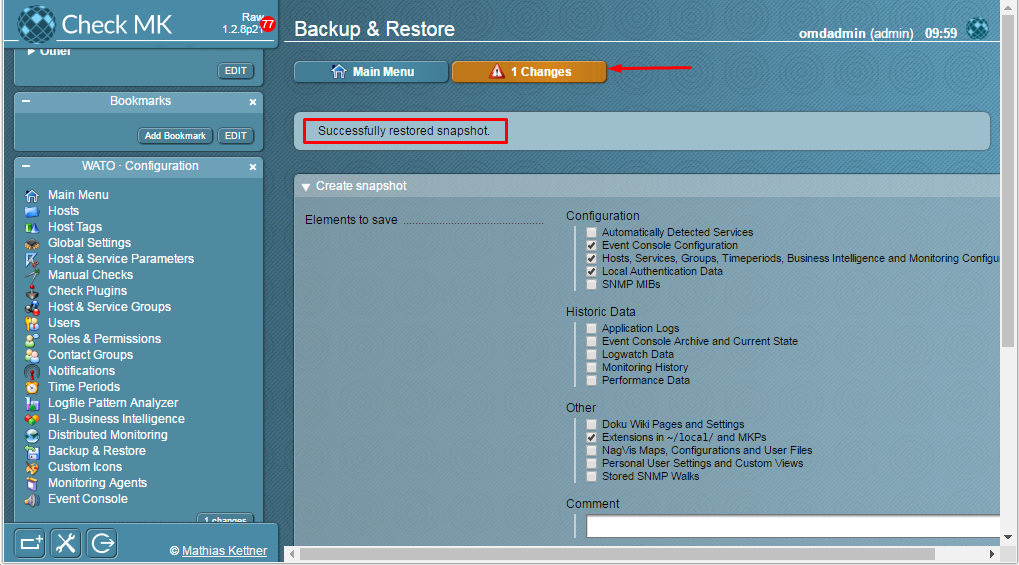 Check MK
Raw
1.2.8p21
77
Other
EDIT
Bookmarks
Add Bookmark
EDIT
WATO · Configuration
Main Menu
Hosts
Host Tags
Global Settings
Host & Service Parameters
Manual Checks
Check Plugins
Host & Service Groups
Users
Roles & Permissions
Contact Groups
Notifications
Time Periods
Logfile Pattern Analyzer
BI - Business Intelligence
Distributed Monitoring
Backup & Restore
Custom Icons
Monitoring Agents
Event Console
1 changes
© Mathias Kettner
Backup & Restore
omdadmin (admin) 09:59
Main Menu
1 Changes
Successfully restored snapshot.
Create snapshot
Elements to save
Configuration
Automatically Detected Services
Event Console Configuration
Hosts, Services, Groups, Timeperiods, Business Intelligence and Monitoring Configu
Local Authentication Data
SNMP MIBs
Historic Data
Application Logs
Event Console Archive and Current State
Logwatch Data
Monitoring History
Performance Data
Other
Doku Wiki Pages and Settings
Extensions in ~/local/ and MKPs
NagVis Maps, Configurations and User Files
Personal User Settings and Custom Views
Stored SNMP Walks
Comment